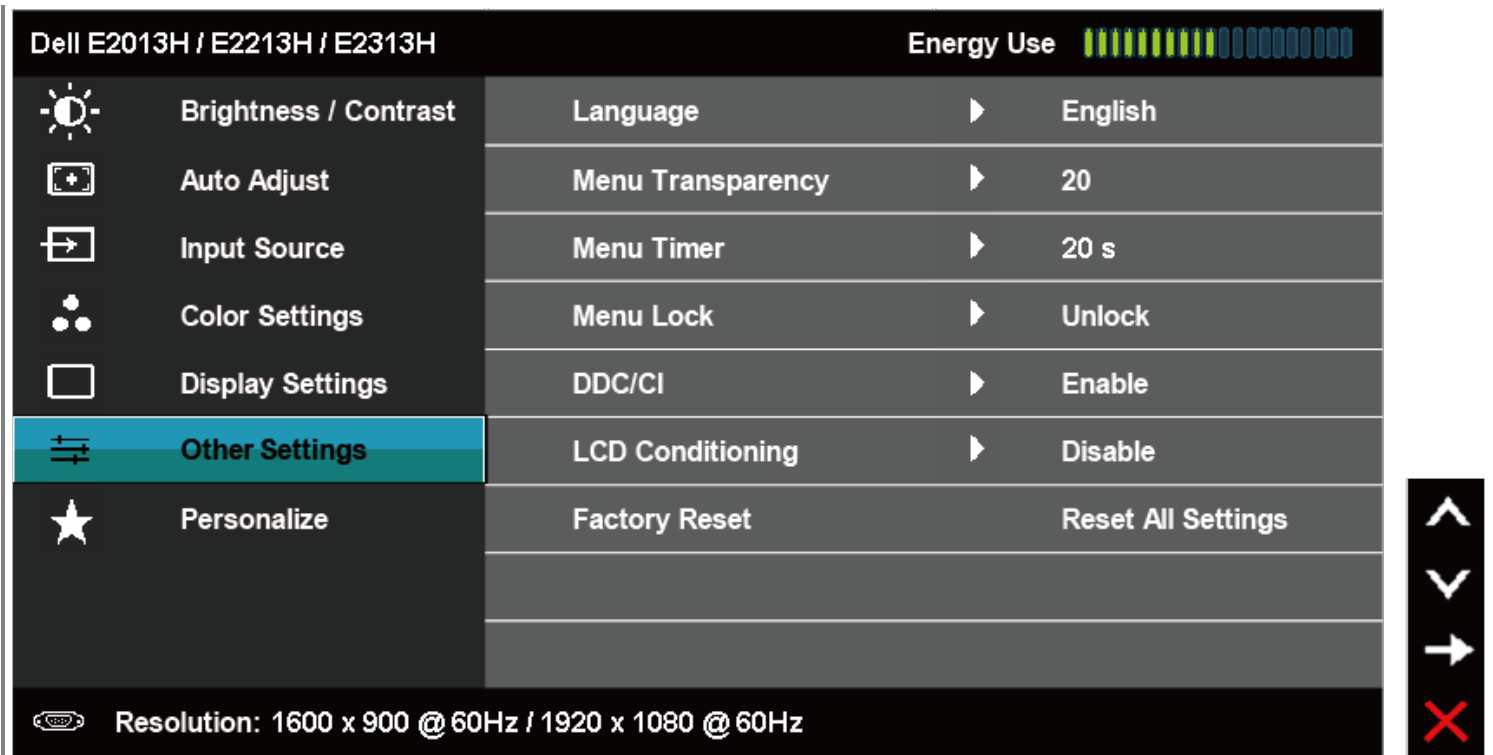 Dell E2013H / E2213H / E2313H Energy Use
Brightness / Contrast Language English
Auto Adjust Menu Transparency 20
Input Source Menu Timer 20 s
Color Settings Menu Lock Unlock
Display Settings DDC/CI Enable
Other Settings LCD Conditioning Disable
Personalize Factory Reset Reset All Settings
Resolution: 1600 x 900 @ 60Hz / 1920 x 1080 @ 60Hz